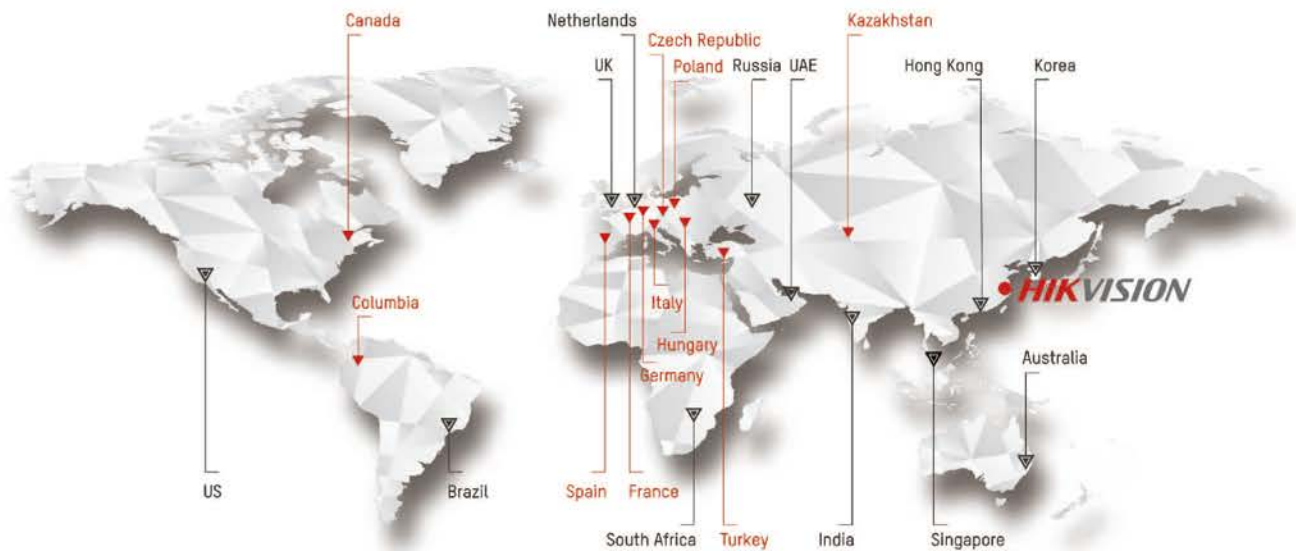 Canada
Netherlands
Czech Republic
Kazakhstan
UK
Poland
Russia
UAE
Hong Kong
Korea
HIKVISION
Columbia
Italy
Hungary
Germany
Australia
US
Brazil
Spain
France
South Africa
Turkey
India
Singapore